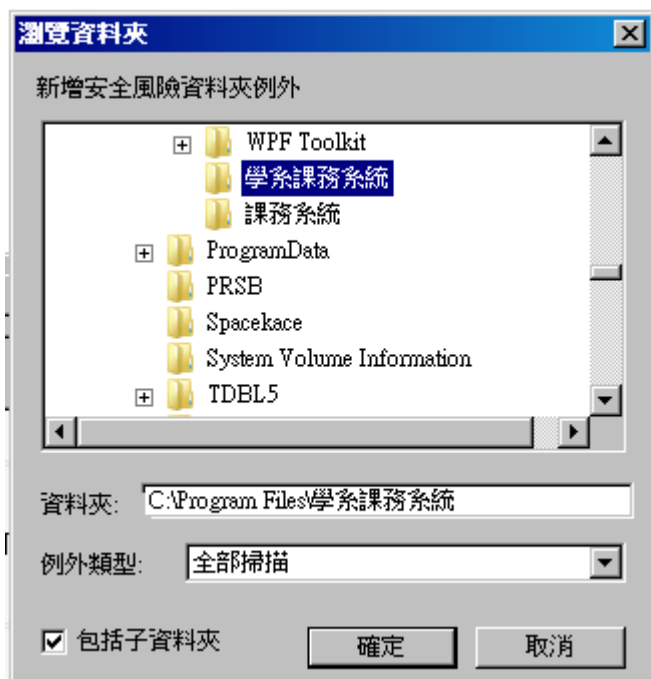 瀏覽資料夾
新增安全風險資料夾例外
WPF Toolkit
學系課務系統
課務系統
ProgramData
PRSB
Spacekace
System Volume Information
TDBL5
資料夾: C:\Program Files\學系課務系統
例外類型: 全部掃描
包括子資料夾 確定 取消